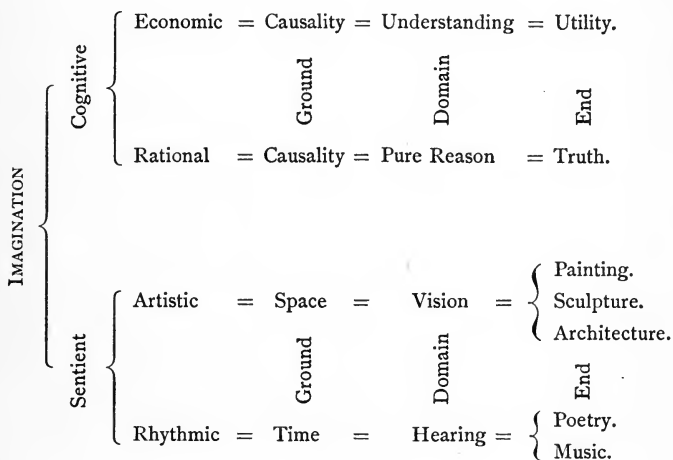 IMAGINATION
Cognitive
Economic = Causality = Understanding = Utility.
Ground Domain End
Rational = Causality = Pure Reason = Truth.
Sentient
Artistic = Space = Vision = Painting.
Sculpture.
Architecture.
Ground Domain End
Rhythmic = Time = Hearing = Poetry.
Music.